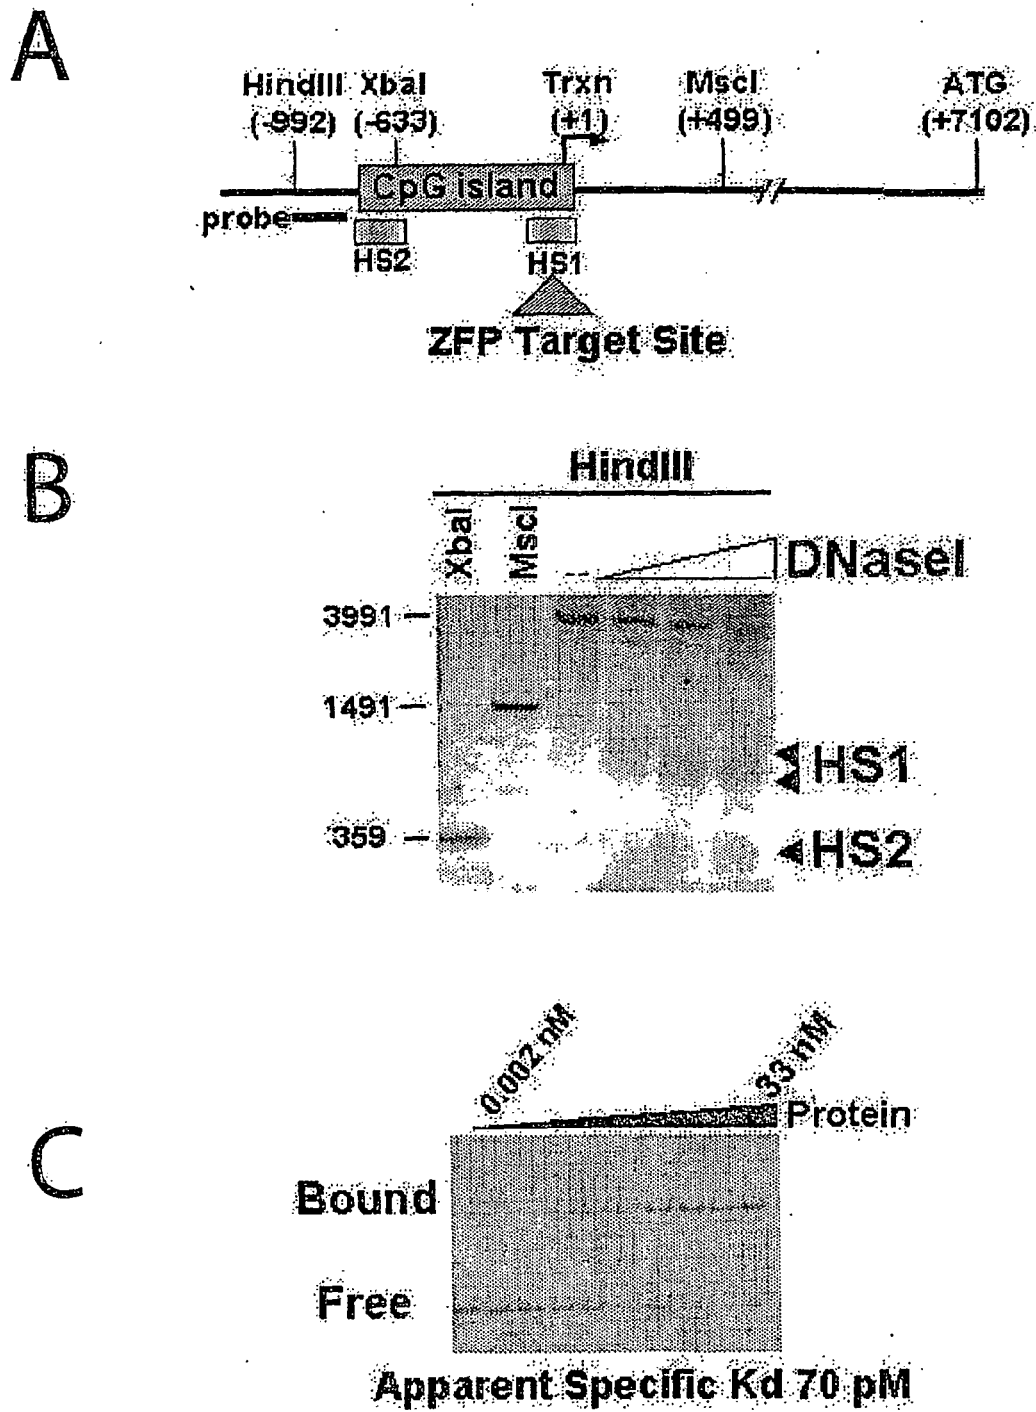 A
HindIII XbaI Trxn MscI ATG
(-992) (-633) (+1) (+499) (+7102)
CpG island
probe
HS2 HS1
ZFP Target Site
B
HindIII
XbaI MscI -- DNaseI
3991
1491
HS1
359
HS2
C
0.002 nM 33 nM
Protein
Bound
Free
Apparent Specific Kd 70 pM